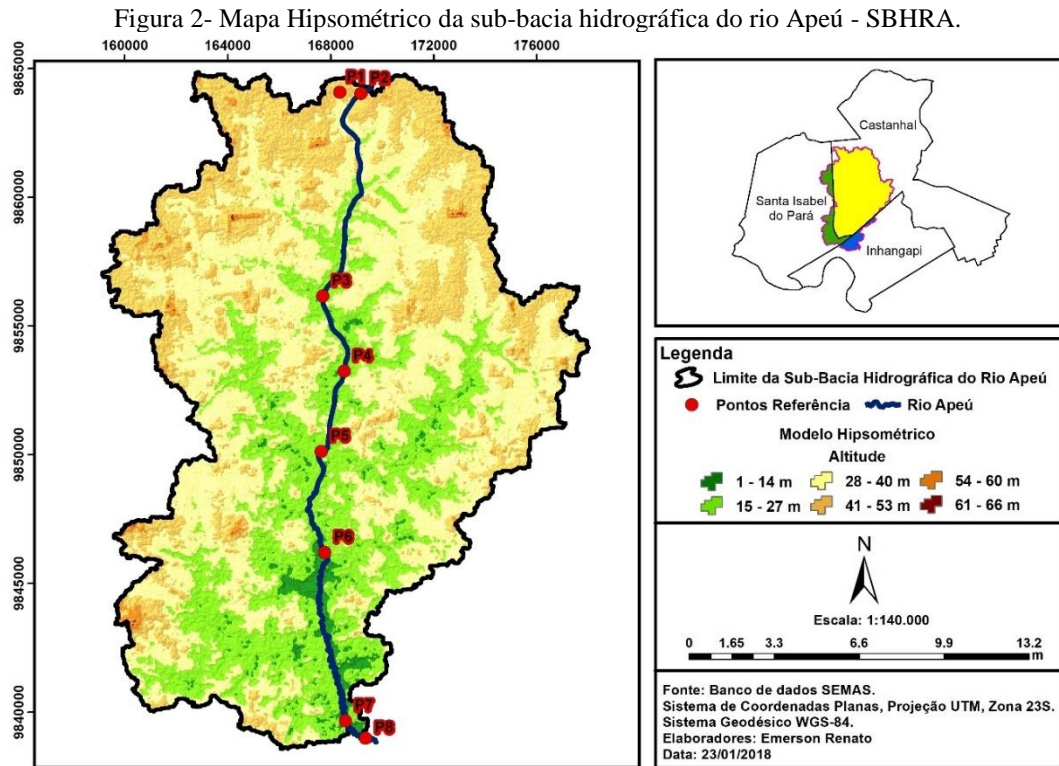 Figura 2- Mapa Hipsométrico da sub-bacia hidrográfica do rio Apeú - SBHRA.
160000 164000 168000 172000 176000
9865000
9860000
9855000
9850000
9845000
9840000
P1 P2
P3
P4
P5
P6
P7
P8
Castanhal
Santa Isabel
do Pará
Inhangapi
Legenda
Limite da Sub-Bacia Hidrográfica do Rio Apeú
Pontos Referência Rio Apeú
Modelo Hipsométrico
Altitude
1 - 14 m 28 - 40 m 54 - 60 m
15 - 27 m 41 - 53 m 61 - 66 m
N
Escala: 1:140.000
0 1.65 3.3 6.6 9.9 13.2
m
Fonte: Banco de dados SEMAS.
Sistema de Coordenadas Planas, Projeção UTM, Zona 23S.
Sistema Geodésico WGS-84.
Elaboradores: Emerson Renato
Data: 23/01/2018